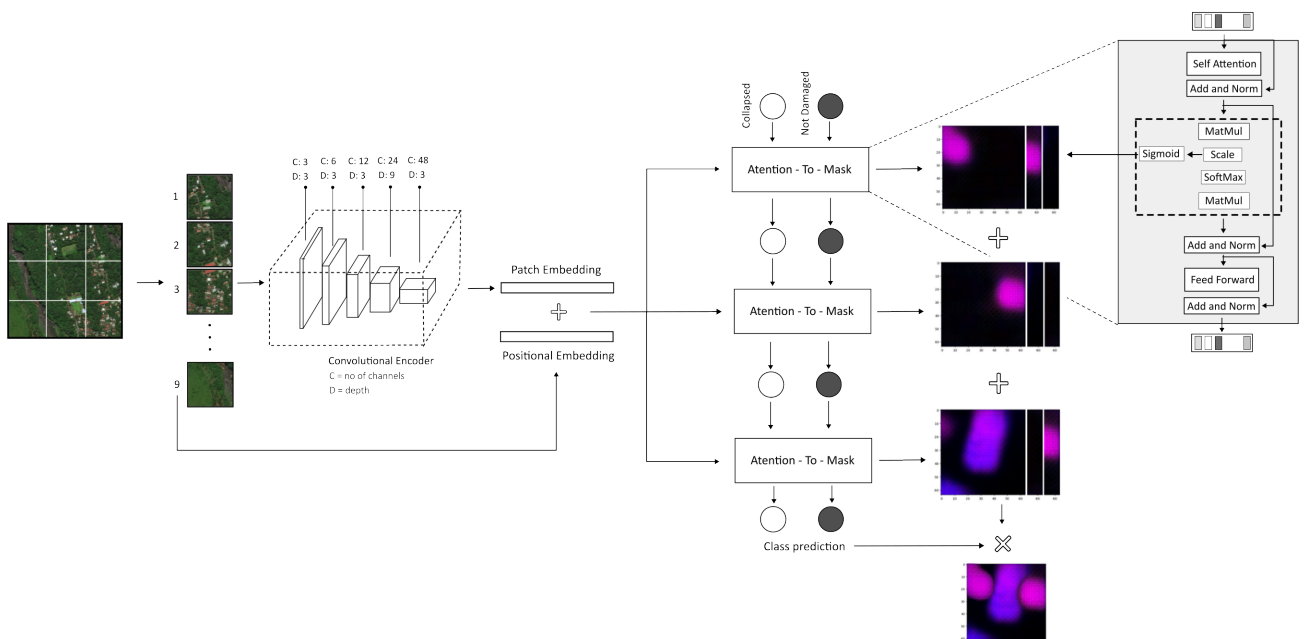 1
2
3
9
C: 3 C: 6 C: 12 C: 24 C: 48
D: 3 D: 3 D: 3 D: 9 D: 3
Convolutional Encoder
C = no of channels
D = depth
Patch Embedding
Positional Embedding
Collapsed
Not Damaged
Atention - To - Mask
Atention - To - Mask
Atention - To - Mask
Class prediction
Self Attention
Add and Norm
MatMul
Sigmoid
Scale
SoftMax
MatMul
Add and Norm
Feed Forward
Add and Norm